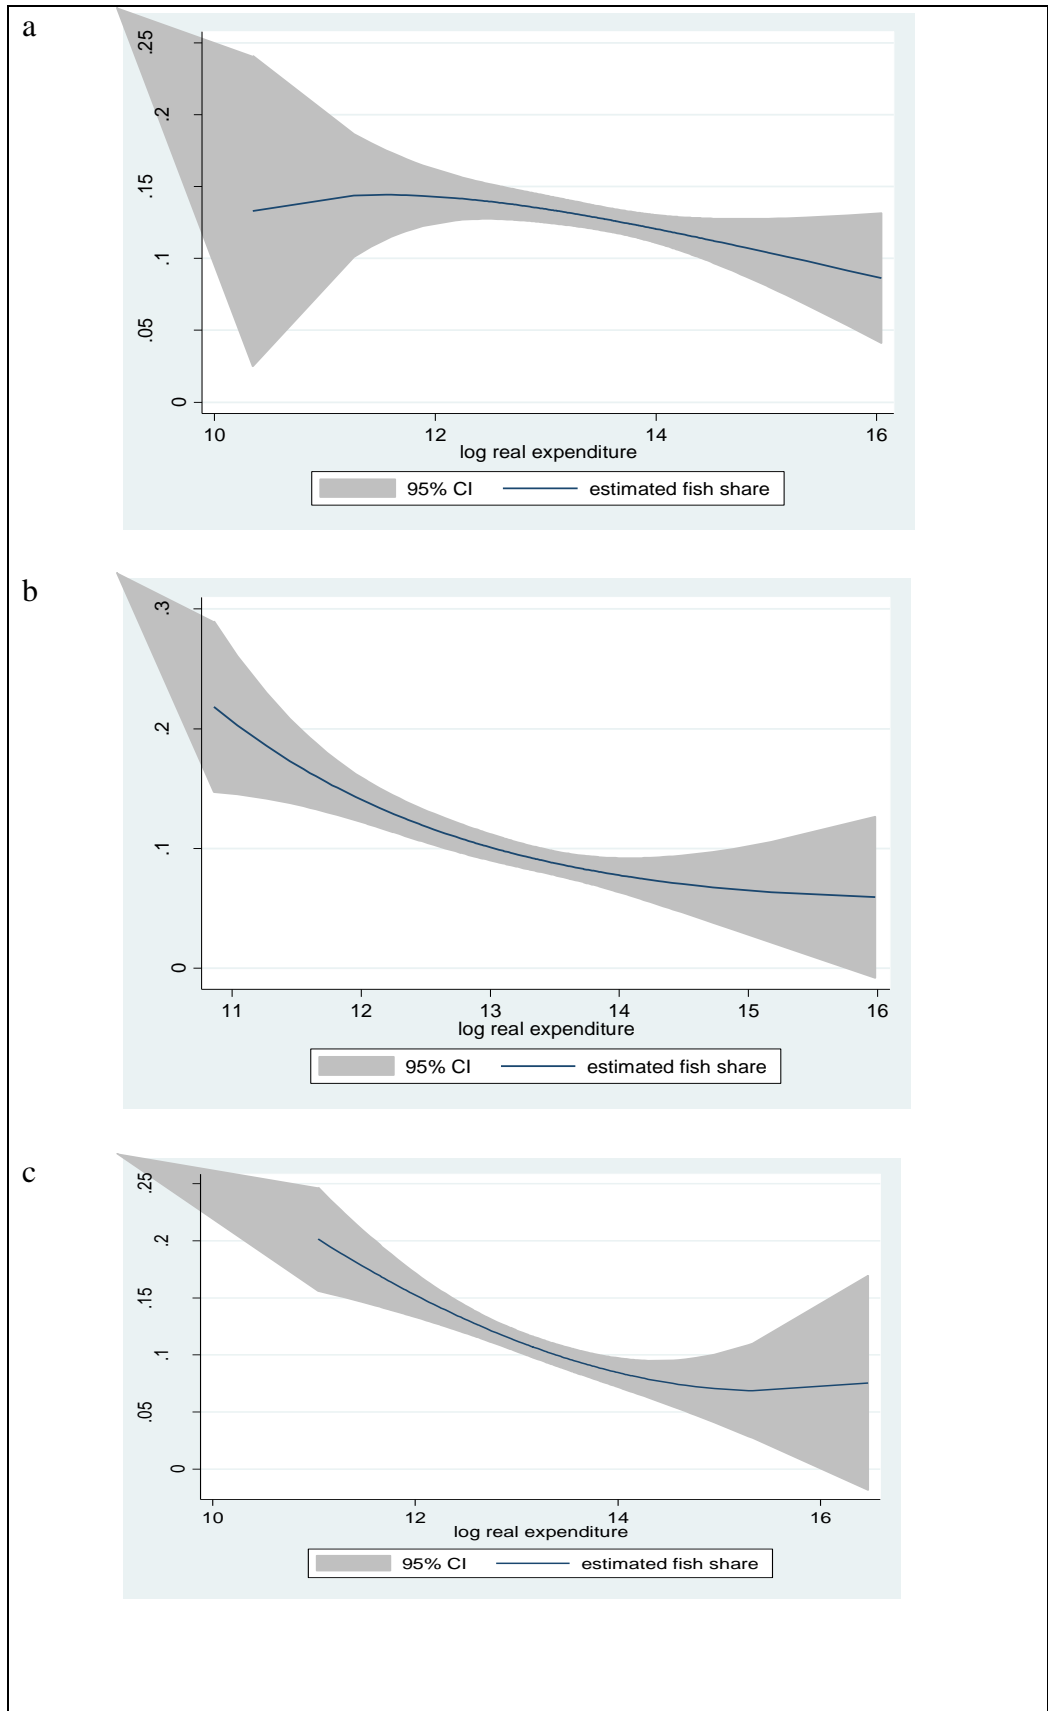 a
.25
.2
.15
.1
.05
0
10 12 14 16
log real expenditure
95% CI estimated fish share
b
.3
.2
.1
0
11 12 13 14 15 16
log real expenditure
95% CI estimated fish share
c
.25
.2
.15
.1
.05
0
10 12 14 16
log real expenditure
95% CI estimated fish share